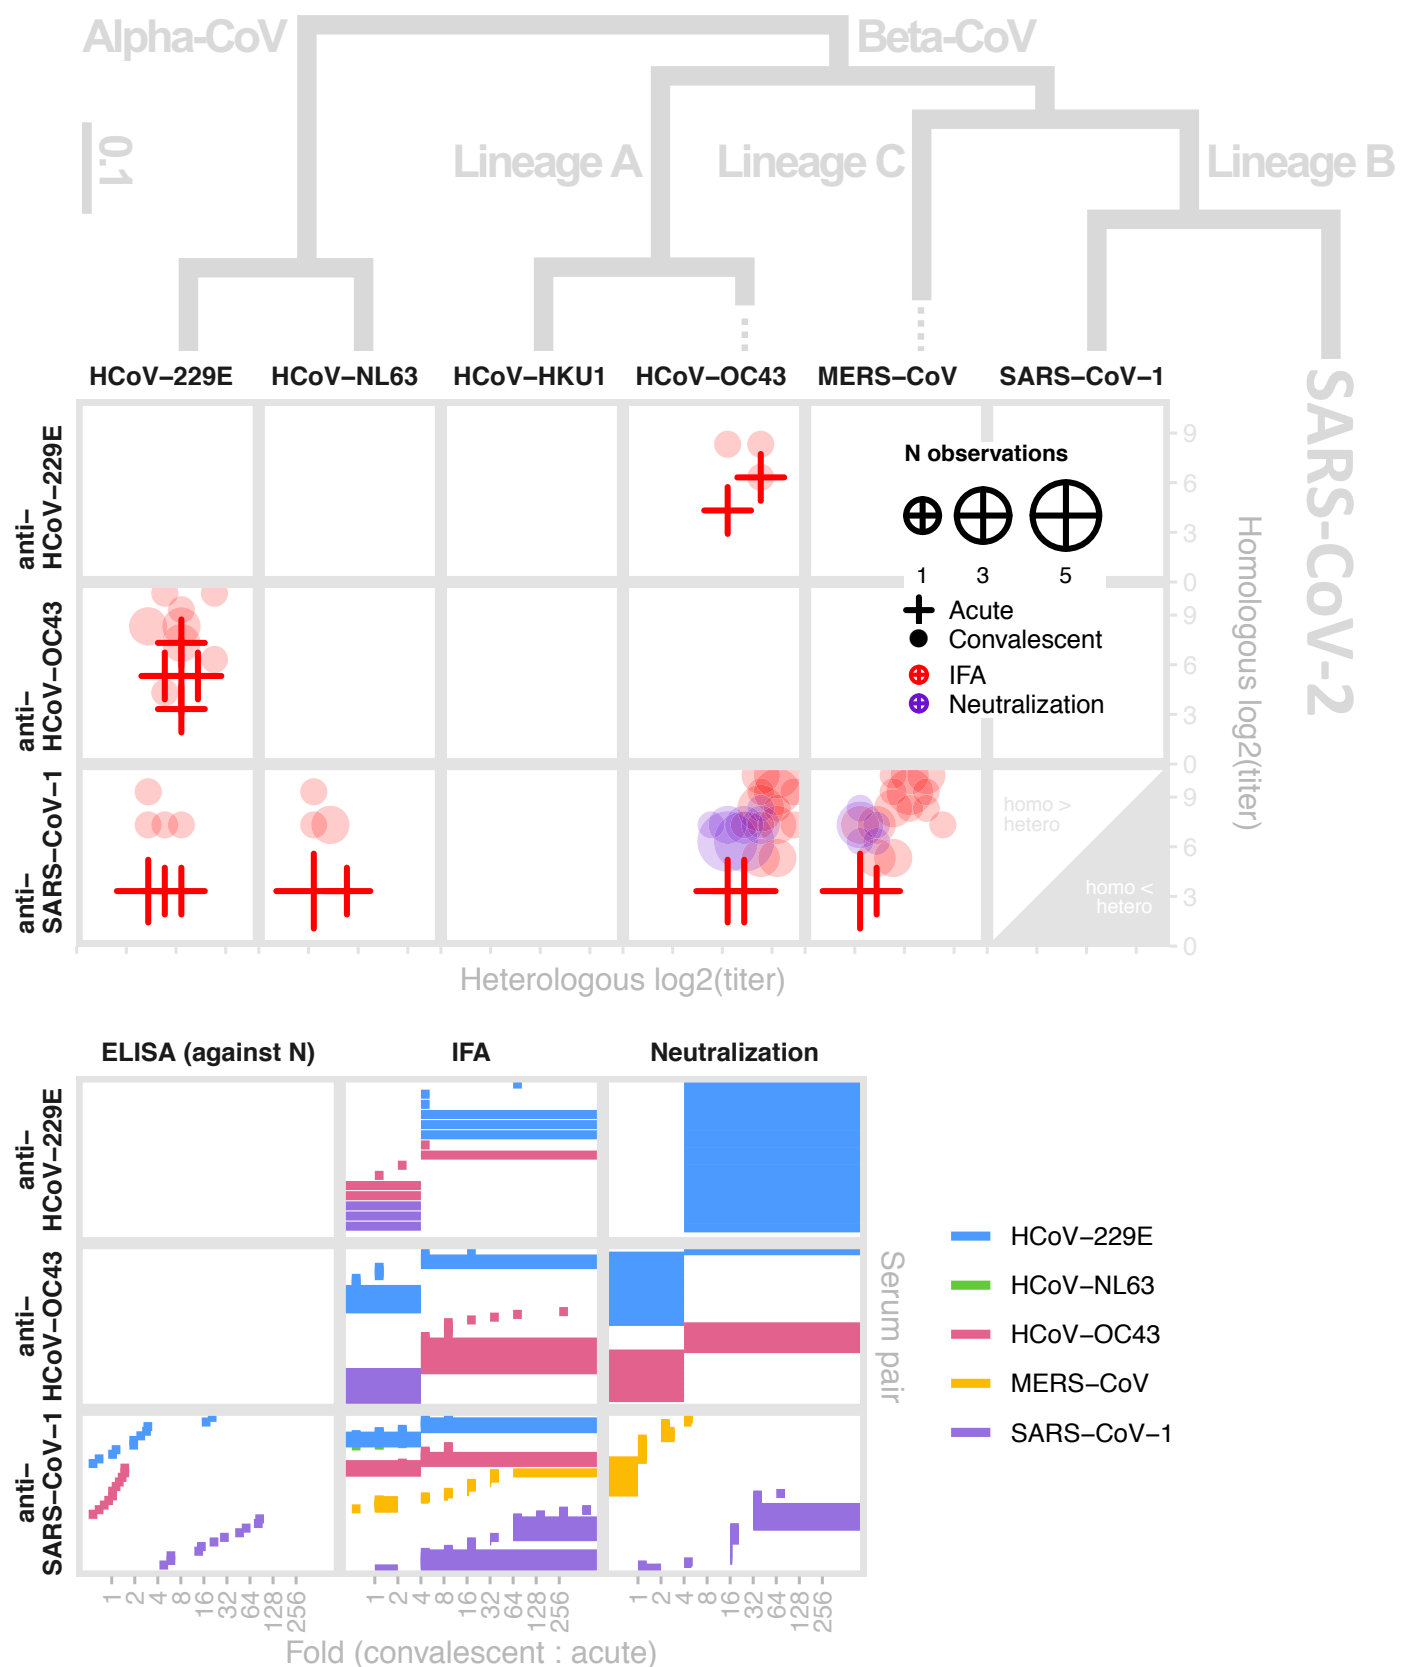 Alpha-CoV
Beta-CoV
0.1
Lineage A
Lineage C
Lineage B
HCoV−229E
HCoV−NL63
HCoV−HKU1
HCoV−OC43
MERS−CoV
SARS−CoV−1
SARS-CoV-2
anti−
HCoV−229E
N observations
1
3
5
Acute
Convalescent
IFA
Neutralization
9
6
3
0
anti−
HCoV−OC43
9
6
3
0
anti−
SARS−CoV−1
homo >
hetero
homo <
hetero
9
6
3
0
Homologous log2(titer)
Heterologous log2(titer)
ELISA (against N)
IFA
Neutralization
anti−
HCoV−229E
anti−
HCoV−OC43
anti−
SARS−CoV−1
Serum pair
HCoV−229E
HCoV−NL63
HCoV−OC43
MERS−CoV
SARS−CoV−1
1
2
4
8
16
32
64
128
256
1
2
4
8
16
32
64
128
256
1
2
4
8
16
32
64
128
256
Fold (convalescent : acute)